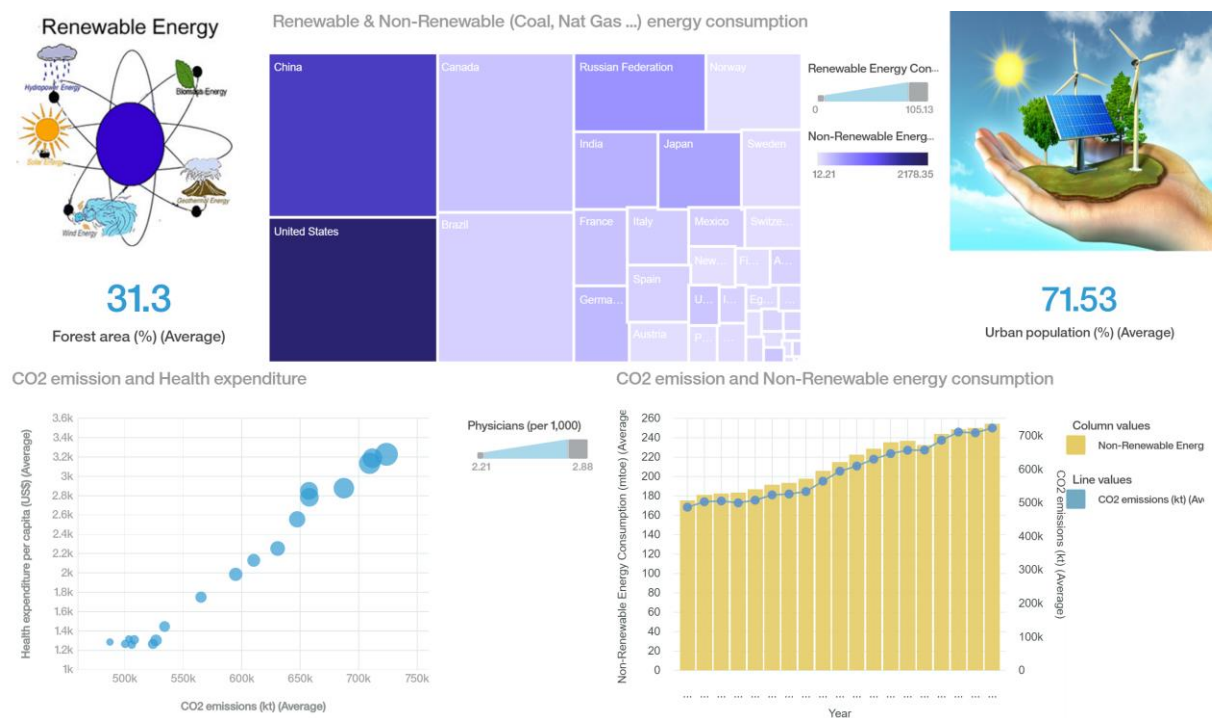 Renewable Energy
Hydropower Energy
Biomass Energy
Solar Energy
Geothermal Energy
Wind Energy
31.3
Forest area (%) (Average)
Renewable & Non-Renewable (Coal, Nat Gas ...) energy consumption
China
Canada
Russian Federation
Norway
India
Japan
Sweden
United States
Brazil
France
Italy
Mexico
Switze...
New...
Fi...
A...
Spain
Germa...
U...
I...
Eg...
...
Austria
P...
...
Renewable Energy Con...
0
105.13
Non-Renewable Energ...
12.21
2178.35
71.53
Urban population (%) (Average)
CO2 emission and Health expenditure
Health expenditure per capita (US$) (Average)
3.6k
3.4k
3.2k
3k
2.8k
2.6k
2.4k
2.2k
2k
1.8k
1.6k
1.4k
1.2k
1k
500k
550k
600k
650k
700k
750k
CO2 emissions (kt) (Average)
Physicians (per 1,000)
2.21
2.88
CO2 emission and Non-Renewable energy consumption
Non-Renewable Energy Consumption (mtoe) (Average
260
240
220
200
180
160
140
120
100
80
60
40
20
0
700k
600k
500k
400k
300k
200k
100k
0
CO2 emissions (kt) (Average)
... ... ... ... ... ... ... ... ... ... ... ... ... ... ... ... ... ...
Year
Column values
Non-Renewable Energ
Line values
CO2 emissions (kt) (Av